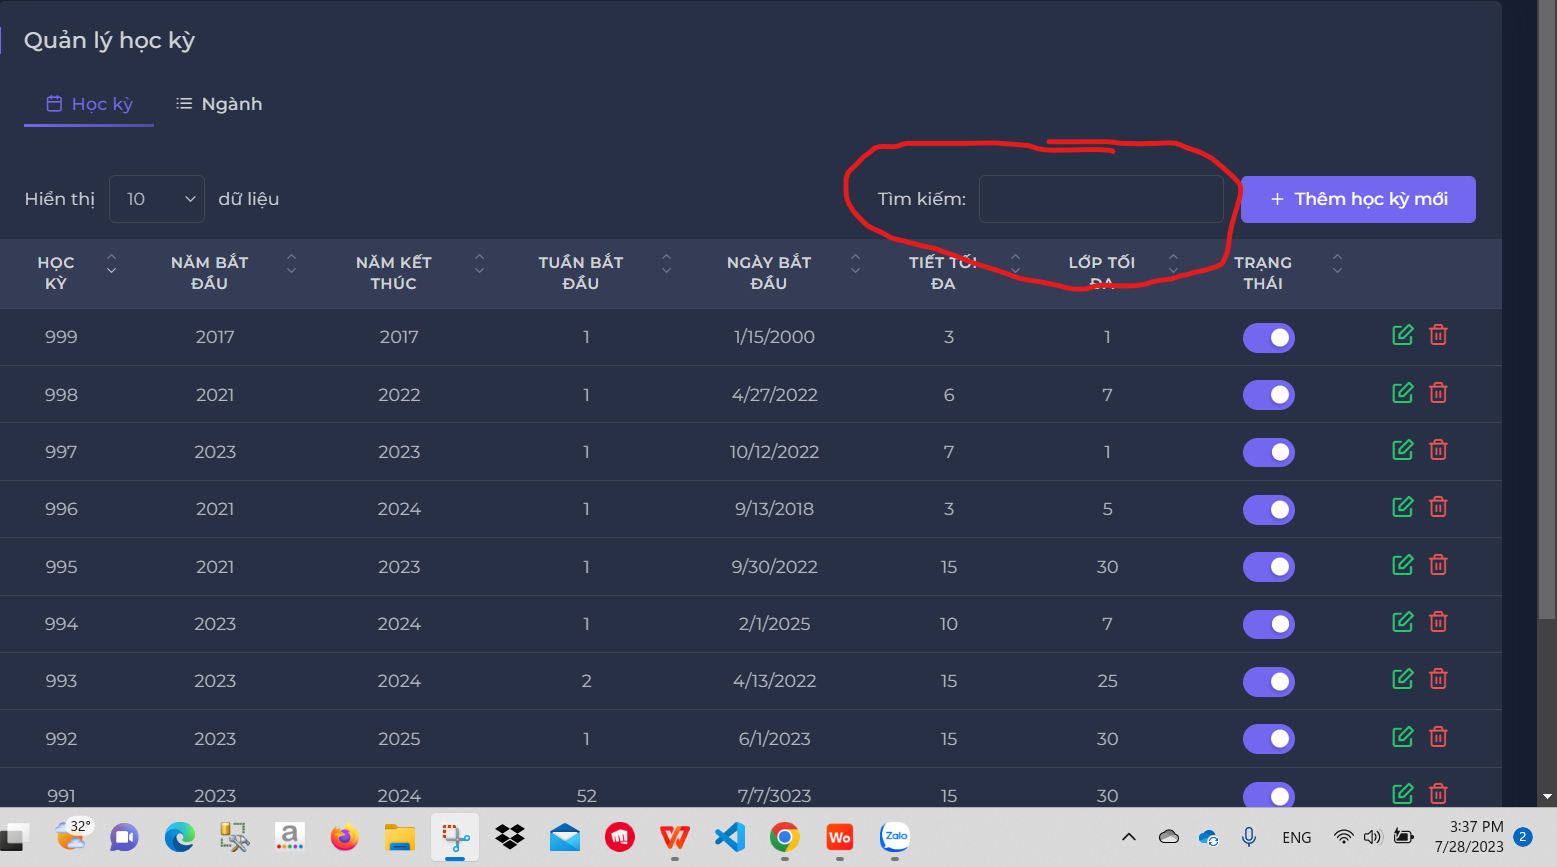 Quản lý học kỳ
Học kỳ Ngành
Hiển thị 10 dữ liệu Tìm kiếm: + Thêm học kỳ mới
HỌC KỲ NĂM BẮT ĐẦU NĂM KẾT THÚC TUẦN BẮT ĐẦU NGÀY BẮT ĐẦU TIẾT TỐI ĐA LỚP TỐI ĐA TRẠNG THÁI
999 2017 2017 1 1/15/2000 3 1
998 2021 2022 1 4/27/2022 6 7
997 2023 2023 1 10/12/2022 7 1
996 2021 2024 1 9/13/2018 3 5
995 2021 2023 1 9/30/2022 15 30
994 2023 2024 1 2/1/2025 10 7
993 2023 2024 2 4/13/2022 15 25
992 2023 2025 1 6/1/2023 15 30
991 2023 2024 52 7/7/3023 15 30
32° a Wo Zalo ENG 3:37 PM 2
7/28/2023